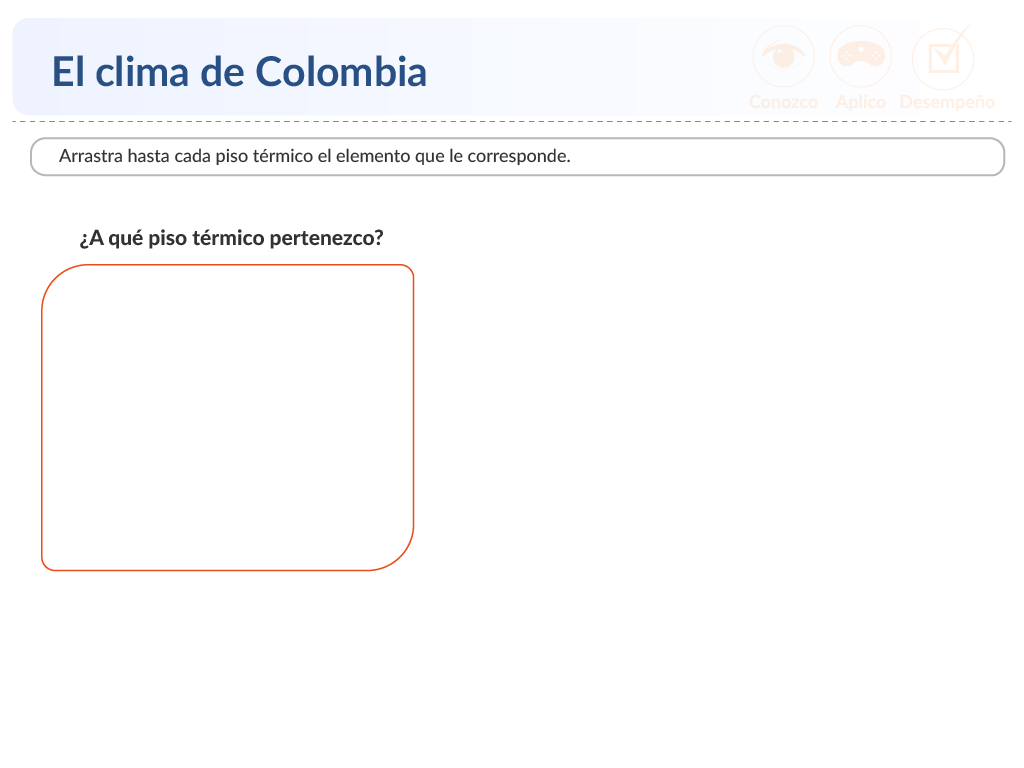 El clima de Colombia
Conozco Aplico Desempeño
Arrastra hasta cada piso térmico el elemento que le corresponde.
¿A qué piso térmico pertenezco?